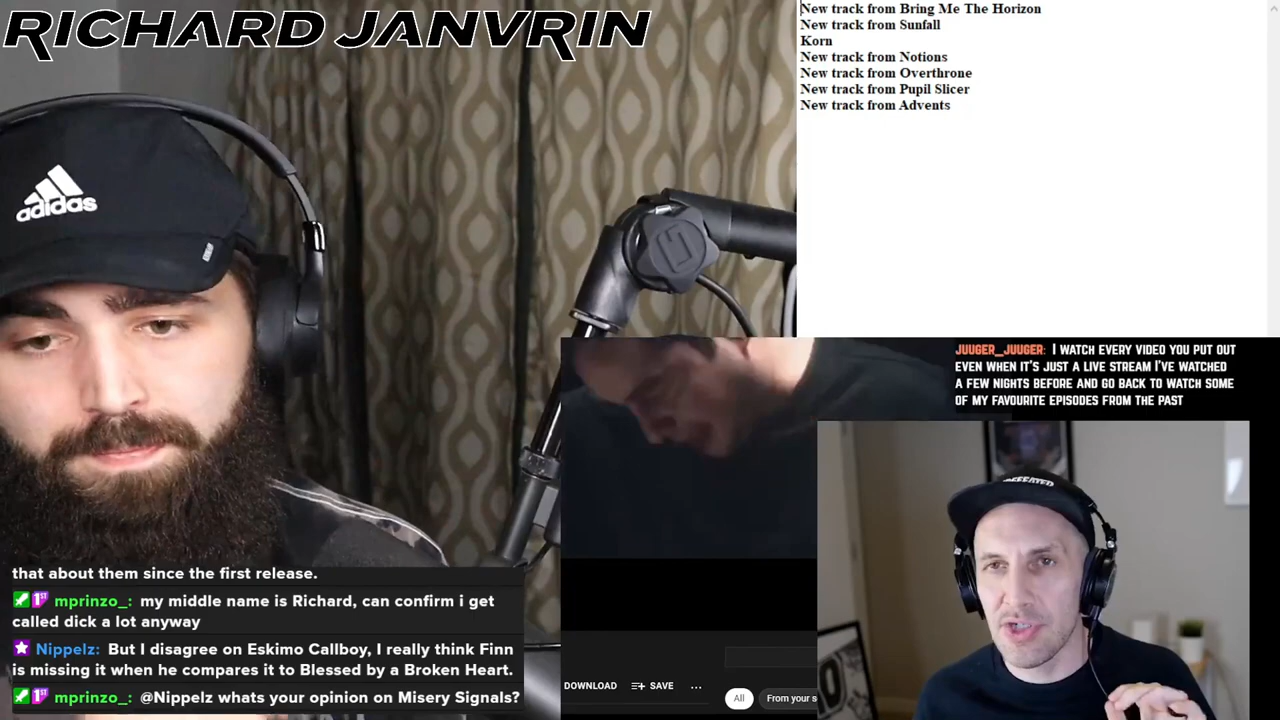 RICHARD JANVRIN
New track from Bring Me The Horizon
New track from Sunfall
Korn
New track from Notions
New track from Overthrone
New track from Pupil Slicer
New track from Advents
adidas
JUUGER_JUUGER: I WATCH EVERY VIDEO YOU PUT OUT
EVEN WHEN IT'S JUST A LIVE STREAM I'VE WATCHED
A FEW NIGHTS BEFORE AND GO BACK TO WATCH SOME
OF MY FAVOURITE EPISODES FROM THE PAST
that about them since the first release.
mprinzo_: my middle name is Richard, can confirm i get
called dick a lot anyway
Nippelz: But I disagree on Eskimo Callboy, I really think Finn
is missing it when he compares it to Blessed by a Broken Heart.
mprinzo_: @Nippelz whats your opinion on Misery Signals?
DOWNLOAD SAVE ...
All From your s